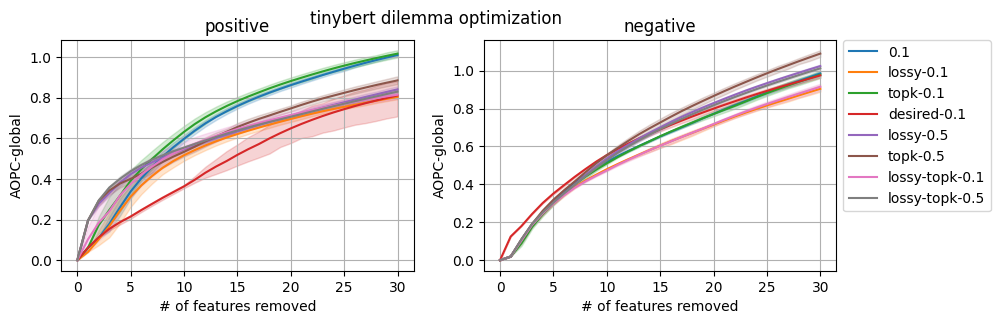 tinybert dilemma optimization
positive
1.0
0.8
0.6
0.4
0.2
0.0
AOPC-global
0 5 10 15 20 25 30
# of features removed
negative
1.0
0.8
0.6
0.4
0.2
0.0
AOPC-global
0 5 10 15 20 25 30
# of features removed
0.1
lossy-0.1
topk-0.1
desired-0.1
lossy-0.5
topk-0.5
lossy-topk-0.1
lossy-topk-0.5